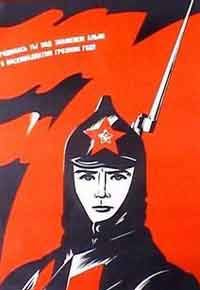 РОДИЛАСЬ ТЫ ПОД ЗНАМЕНЕМ АЛЫМ
В ВОСЕМНАДЦАТОМ ГРОЗНОМ ГОДУ